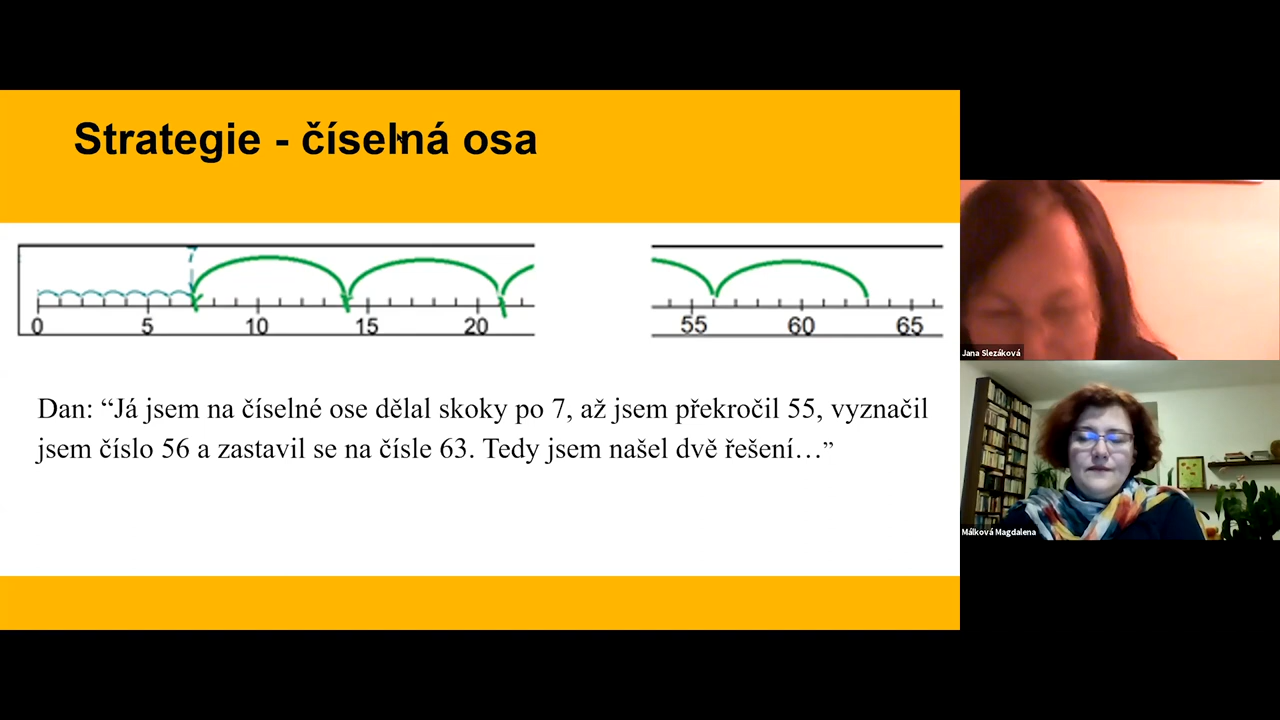 Strategie - číselná osa
0 5 10 15 20 55 60 65
Dan: “Já jsem na číselné ose dělal skoky po 7, až jsem překročil 55, vyznačil
jsem číslo 56 a zastavil se na čísle 63. Tedy jsem našel dvě řešení…”
Jana Slezáková
Málková Magdalena